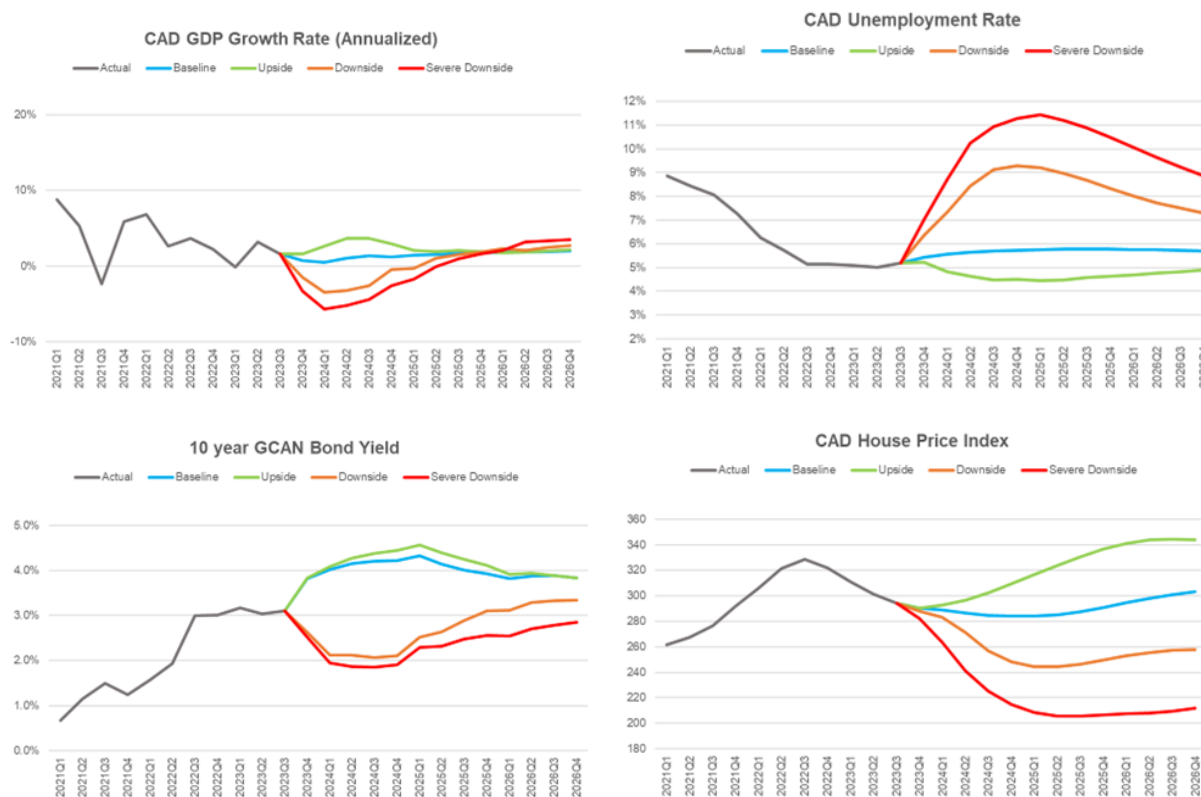 CAD GDP Growth Rate (Annualized)
Actual Baseline Upside Downside Severe Downside
20%
10%
0%
-10%
2021Q1 2021Q2 2021Q3 2021Q4 2022Q1 2022Q2 2022Q3 2022Q4 2023Q1 2023Q2 2023Q3 2023Q4 2024Q1 2024Q2 2024Q3 2024Q4 2025Q1 2025Q2 2025Q3 2025Q4 2026Q1 2026Q2 2026Q3 2026Q4
CAD Unemployment Rate
Actual Baseline Upside Downside Severe Downside
12%
11%
10%
9%
8%
7%
6%
5%
4%
3%
2%
2021Q1 2021Q2 2021Q3 2021Q4 2022Q1 2022Q2 2022Q3 2022Q4 2023Q1 2023Q2 2023Q3 2023Q4 2024Q1 2024Q2 2024Q3 2024Q4 2025Q1 2025Q2 2025Q3 2025Q4 2026Q1 2026Q2 2026Q3
10 year GCAN Bond Yield
Actual Baseline Upside Downside Severe Downside
5.0%
4.0%
3.0%
2.0%
1.0%
0.0%
2021Q1 2021Q2 2021Q3 2021Q4 2022Q1 2022Q2 2022Q3 2022Q4 2023Q1 2023Q2 2023Q3 2023Q4 2024Q1 2024Q2 2024Q3 2024Q4 2025Q1 2025Q2 2025Q3 2025Q4 2026Q1 2026Q2 2026Q3 2026Q4
CAD House Price Index
Actual Baseline Upside Downside Severe Downside
360
340
320
300
280
260
240
220
200
180
2021Q1 2021Q2 2021Q3 2021Q4 2022Q1 2022Q2 2022Q3 2022Q4 2023Q1 2023Q2 2023Q3 2023Q4 2024Q1 2024Q2 2024Q3 2024Q4 2025Q1 2025Q2 2025Q3 2025Q4 2026Q1 2026Q2 2026Q3 2026Q4